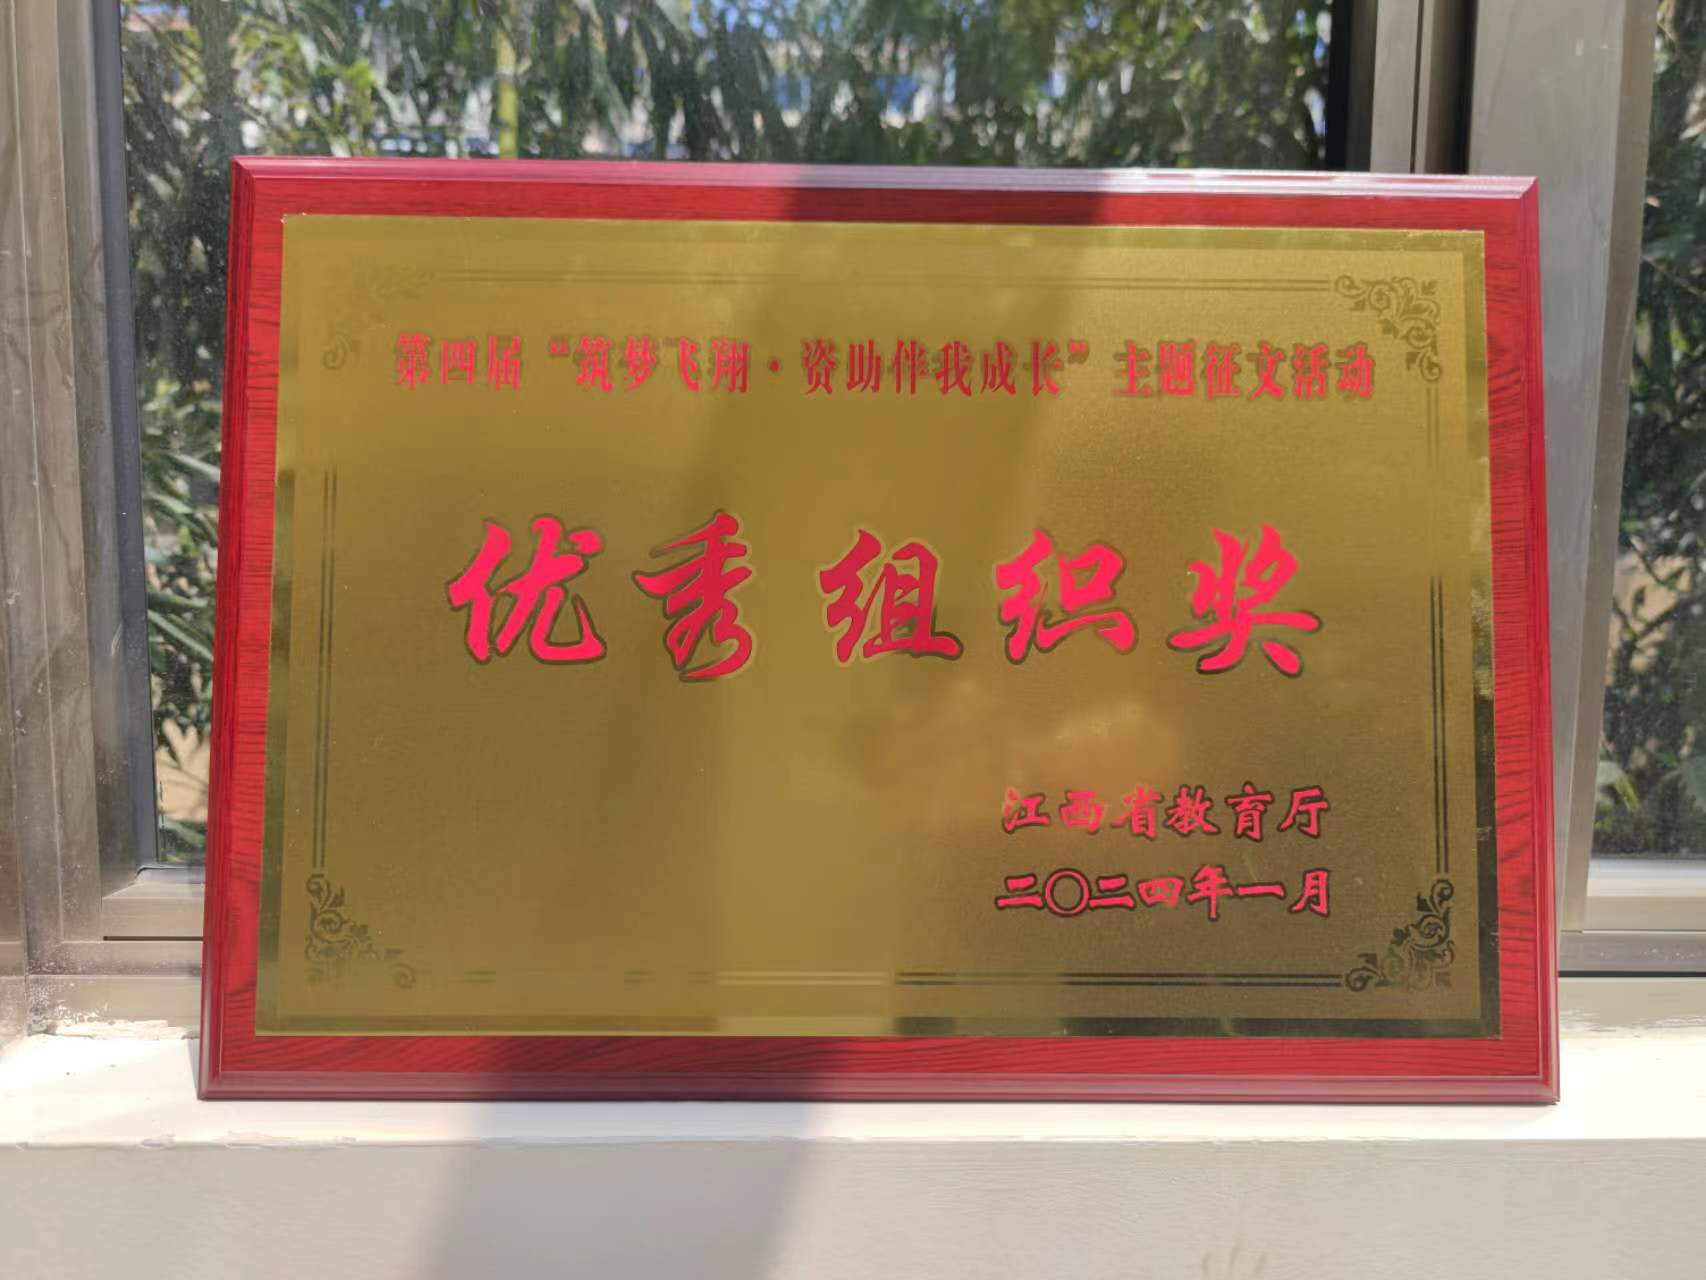 第四届“筑梦飞翔·资助伴我成长”主题征文活动
优秀组织奖
江西省教育厅
二〇二四年一月